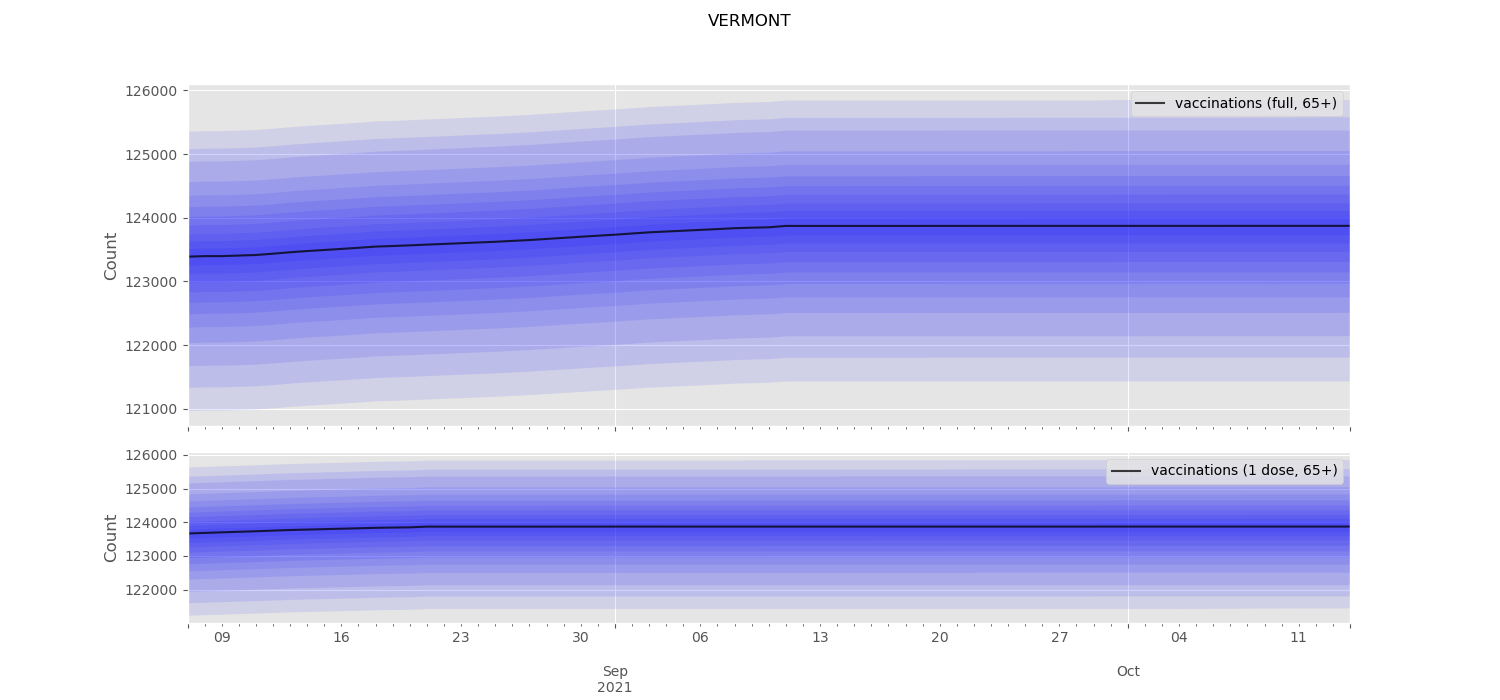 VERMONT
126000
125000
124000
123000
122000
121000
Count
vaccinations (full, 65+)
126000
125000
124000
123000
122000
Count
vaccinations (1 dose, 65+)
09 16 23 30 06 13 20 27 04 11
Sep Oct
2021